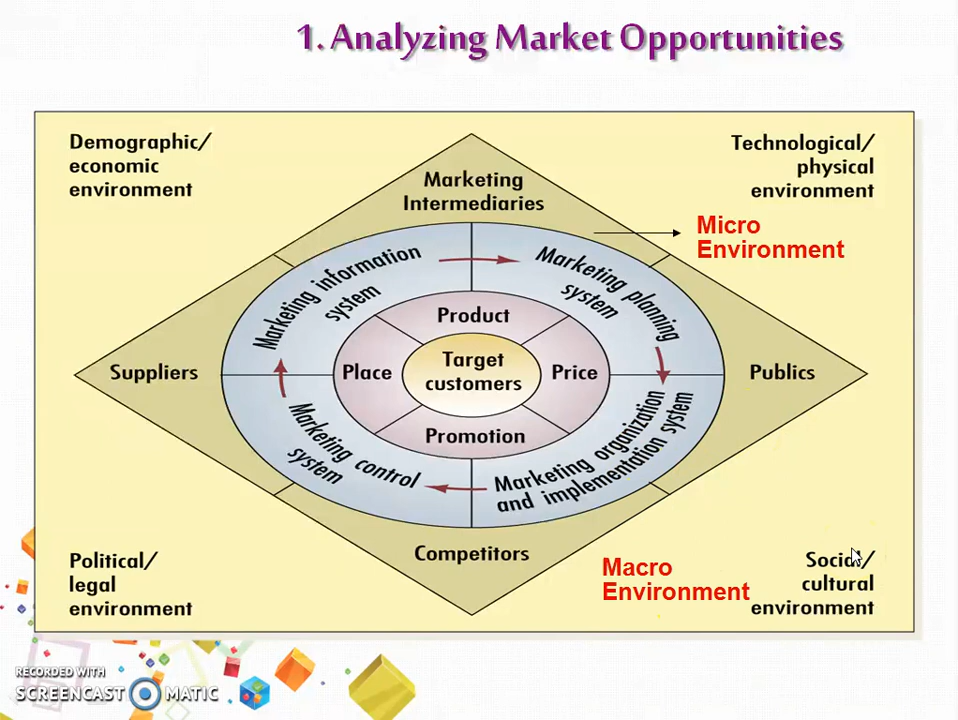 1. Analyzing Market Opportunities
Demographic/
economic
environment
Technological/
physical
environment
Marketing
Intermediaries
Micro
Environment
Marketing information
system
Marketing planning
system
Product
Suppliers
Place
Target
customers
Price
Publics
Promotion
Marketing control
system
Marketing organization
and implementation system
Competitors
Political/
legal
environment
Macro
Environment
Social/
cultural
environment
RECORDED WITH
SCREENCAST MATIC